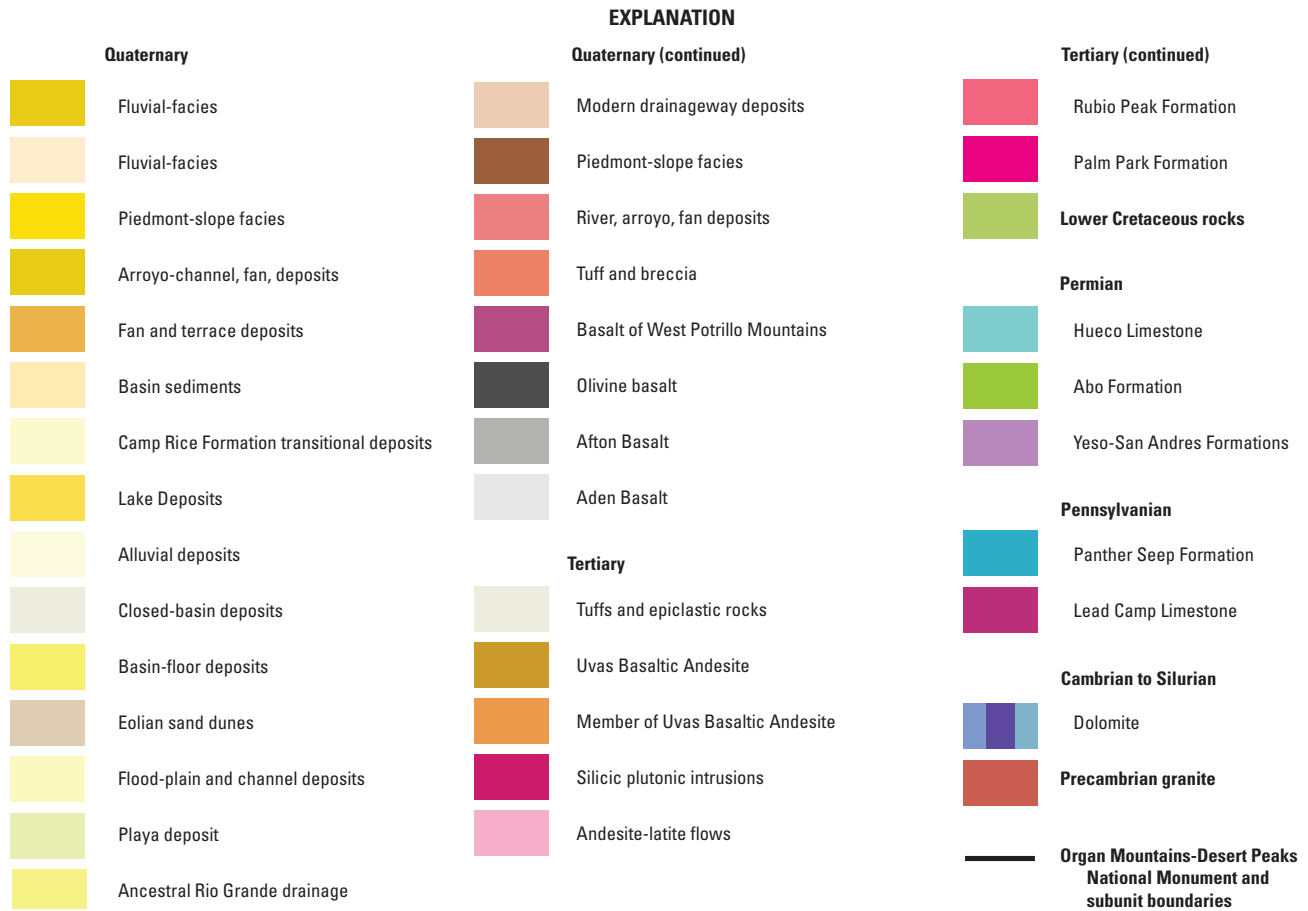 EXPLANATION
Quaternary
Fluvial-facies
Fluvial-facies
Piedmont-slope facies
Arroyo-channel, fan, deposits
Fan and terrace deposits
Basin sediments
Camp Rice Formation transitional deposits
Lake Deposits
Alluvial deposits
Closed-basin deposits
Basin-floor deposits
Eolian sand dunes
Flood-plain and channel deposits
Playa deposit
Ancestral Rio Grande drainage
Quaternary (continued)
Modern drainageway deposits
Piedmont-slope facies
River, arroyo, fan deposits
Tuff and breccia
Basalt of West Potrillo Mountains
Olivine basalt
Afton Basalt
Aden Basalt
Tertiary
Tuffs and epiclastic rocks
Uvas Basaltic Andesite
Member of Uvas Basaltic Andesite
Silicic plutonic intrusions
Andesite-latite flows
Tertiary (continued)
Rubio Peak Formation
Palm Park Formation
Lower Cretaceous rocks
Permian
Hueco Limestone
Abo Formation
Yeso-San Andres Formations
Pennsylvanian
Panther Seep Formation
Lead Camp Limestone
Cambrian to Silurian
Dolomite
Precambrian granite
Organ Mountains-Desert Peaks
National Monument and
subunit boundaries